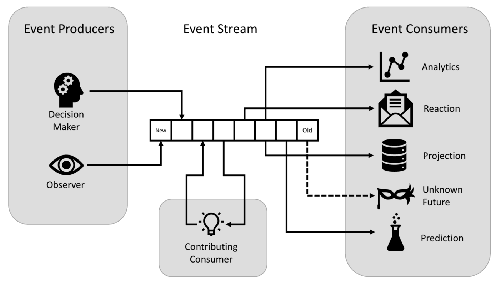 Event Producers
Event Stream
Event Consumers
Decision
Maker
Observer
New
Old
Contributing
Consumer
Analytics
Reaction
Projection
Unknown
Future
Prediction